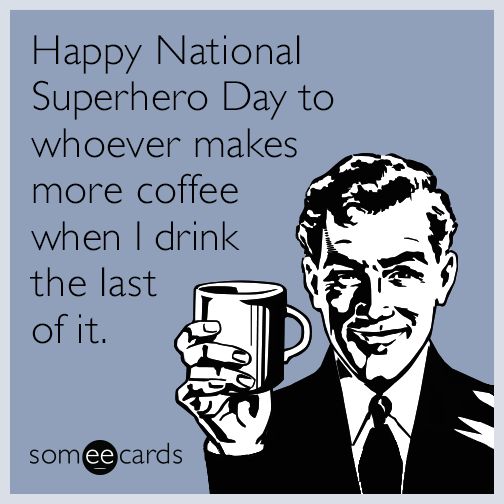 Happy National
Superhero Day to
whoever makes
more coffee
when I drink
the last
of it.
someecards